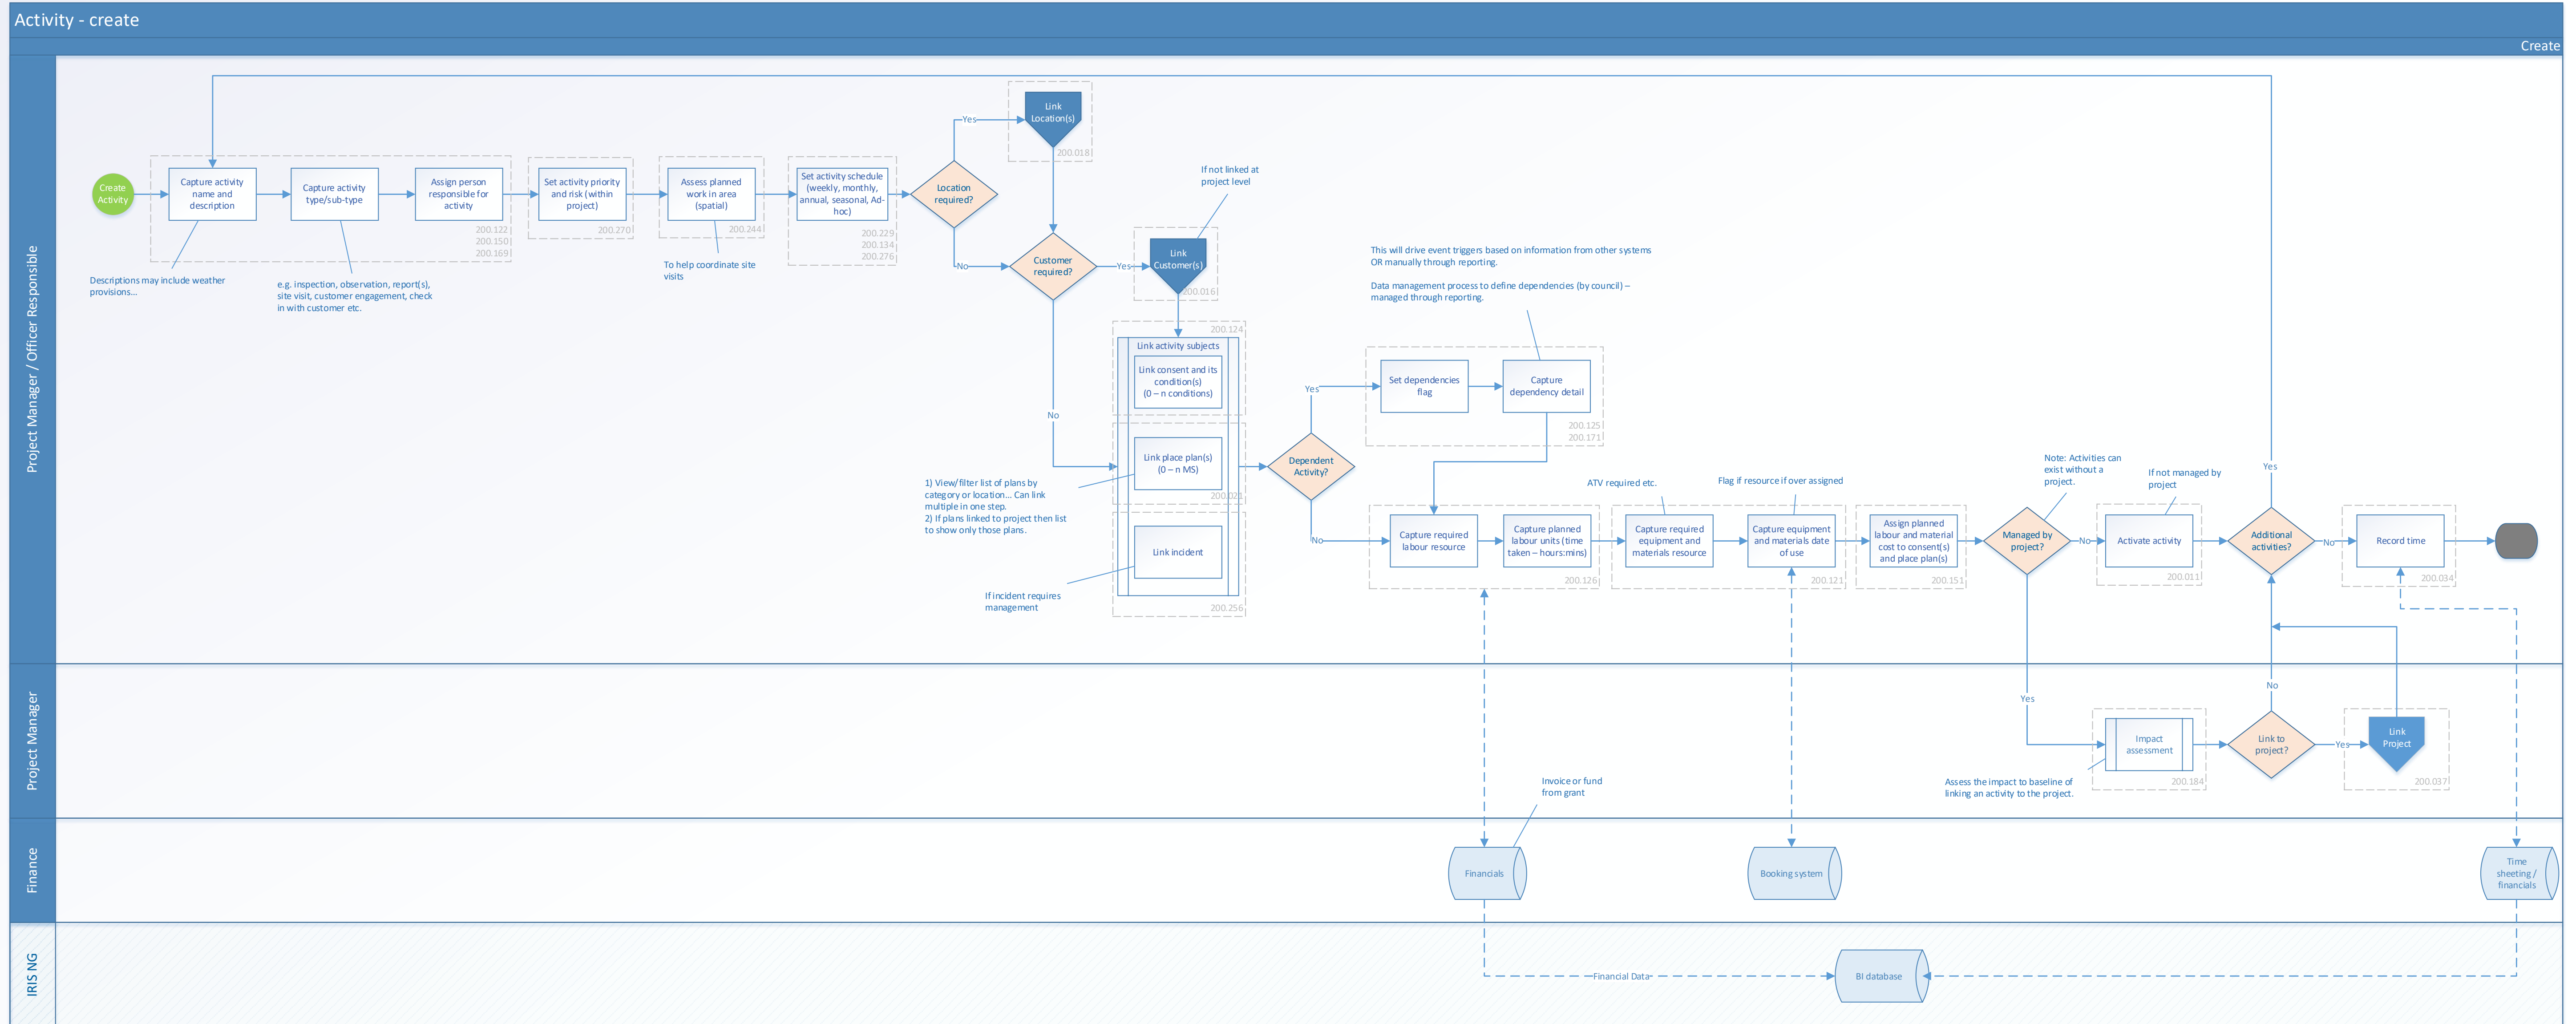 Activity - create
Create
Project Manager / Officer Responsible
Create
Activity
Capture activity
name and
description
Capture activity
type/sub-type
Assign person
responsible for
activity
200.122
200.150
200.169
Descriptions may include weather
provisions...
e.g. inspection, observation, report(s),
site visit, customer engagement, check
in with customer etc.
Set activity priority
and risk (within
project)
200.270
Assess planned
work in area
(spatial)
200.244
To help coordinate site
visits
Set activity schedule
(weekly, monthly,
annual, seasonal, Ad-
hoc)
200.229
200.134
200.276
Location
required?
Yes
No
Link
Location(s)
200.018
Customer
required?
Yes
No
If not linked at
project level
Link
Customer(s)
200.016
200.124
Link activity subjects
Link consent and its
condition(s)
(0 – n conditions)
Link place plan(s)
(0 – n MS)
200.021
Link incident
200.256
1) View/filter list of plans by
category or location... Can link
multiple in one step.
2) If plans linked to project then list
to show only those plans.
If incident requires
management
Dependent
Activity?
Yes
No
This will drive event triggers based on information from other systems
OR manually through reporting.
Data management process to define dependencies (by council) –
managed through reporting.
Set dependencies
flag
Capture
dependency detail
200.125
200.171
Capture required
labour resource
Capture planned
labour units (time
taken – hours:mins)
200.126
ATV required etc.
Flag if resource if over assigned
Capture required
equipment and
materials resource
Capture equipment
and materials date
of use
200.121
Assign planned
labour and material
cost to consent(s)
and place plan(s)
200.151
Note: Activities can
exist without a
project.
Managed by
project?
No
Yes
If not managed by
project
Activate activity
200.011
Additional
activities?
Yes
No
Record time
200.034
Project Manager
Impact
assessment
200.184
Assess the impact to baseline of
linking an activity to the project.
Link to
project?
No
Yes
Link
Project
200.037
Finance
Invoice or fund
from grant
Financials
Booking system
Time
sheeting /
financials
IRIS NG
Financial Data
BI database